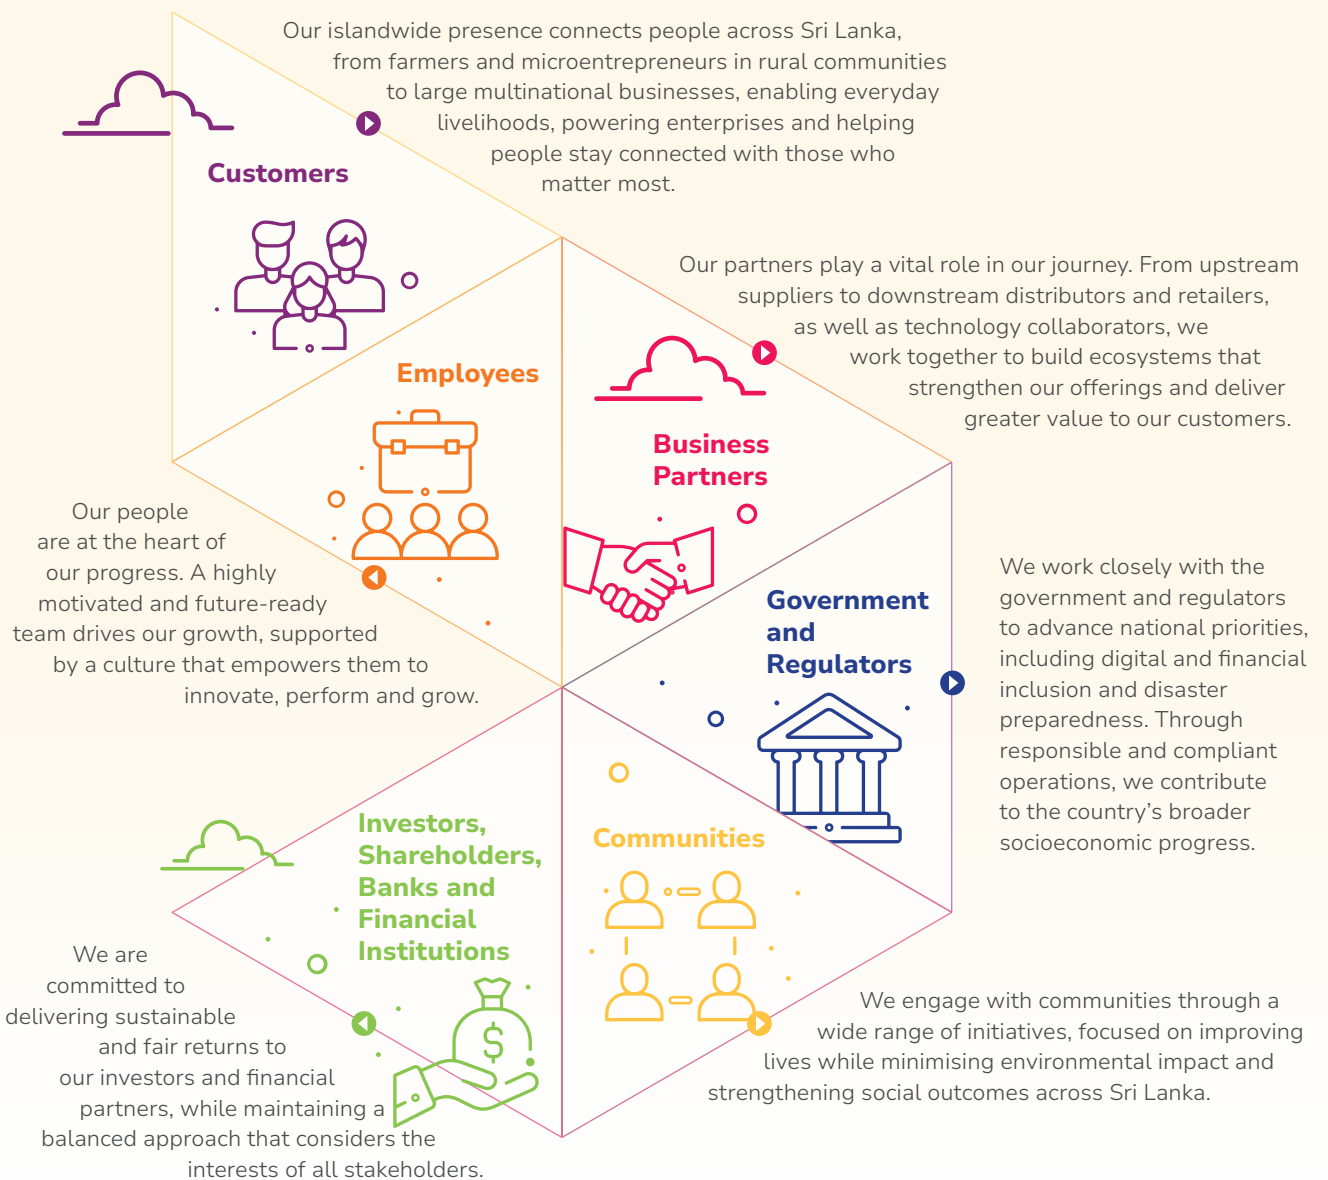 Our islandwide presence connects people across Sri Lanka,
from farmers and microentrepreneurs in rural communities
to large multinational businesses, enabling everyday
livelihoods, powering enterprises and helping
people stay connected with those who
matter most.
Customers
Our partners play a vital role in our journey. From upstream
suppliers to downstream distributors and retailers,
as well as technology collaborators, we
work together to build ecosystems that
strengthen our offerings and deliver
greater value to our customers.
Employees
Business
Partners
Our people
are at the heart of
our progress. A highly
motivated and future-ready
team drives our growth, supported
by a culture that empowers them to
innovate, perform and grow.
Government
and
Regulators
We work closely with the
government and regulators
to advance national priorities,
including digital and financial
inclusion and disaster
preparedness. Through
responsible and compliant
operations, we contribute
to the country’s broader
socioeconomic progress.
Investors,
Shareholders,
Banks and
Financial
Institutions
Communities
We are
committed to
delivering sustainable
and fair returns to
our investors and financial
partners, while maintaining a
balanced approach that considers the
interests of all stakeholders.
$
We engage with communities through a
wide range of initiatives, focused on improving
lives while minimising environmental impact and
strengthening social outcomes across Sri Lanka.